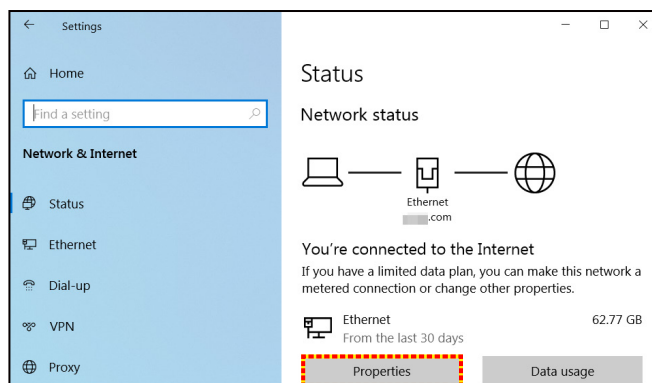 Settings
Home
Find a setting
Network & Internet
Status
Ethernet
Dial-up
VPN
Proxy
Status
Network status
Ethernet
.com
You're connected to the Internet
If you have a limited data plan, you can make this network a
metered connection or change other properties.
Ethernet 62.77 GB
From the last 30 days
Properties Data usage